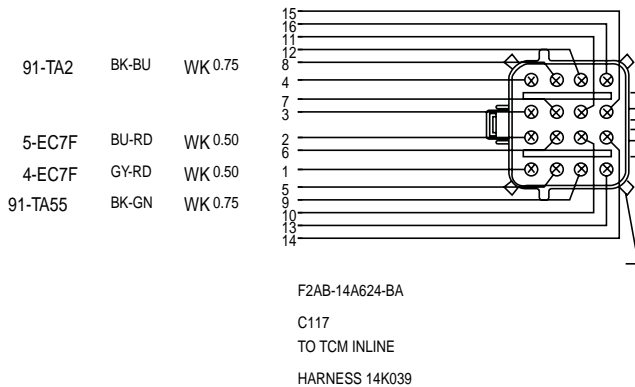 15
16
11
12
91-TA2 BK-BU WK 0.75 8
4
7
3
5-EC7F BU-RD WK 0.50 2
6
4-EC7F GY-RD WK 0.50 1
5
91-TA55 BK-GN WK 0.75 9
10
13
14
F2AB-14A624-BA
C117
TO TCM INLINE
HARNESS 14K039